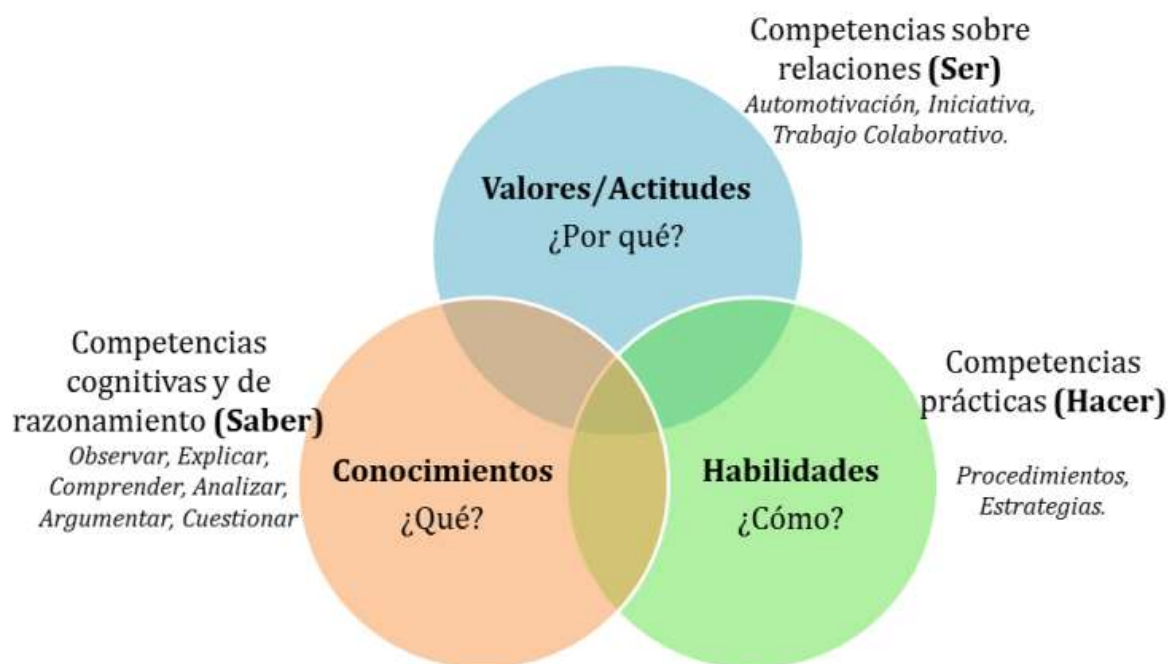 Competencias sobre
relaciones (Ser)
Automotivación, Iniciativa,
Trabajo Colaborativo.
Valores/Actitudes
¿Por qué?
Competencias
cognitivas y de
razonamiento (Saber)
Observar, Explicar,
Comprender, Analizar,
Argumentar, Cuestionar
Conocimientos
¿Qué?
Habilidades
¿Cómo?
Competencias
prácticas (Hacer)
Procedimientos,
Estrategias.